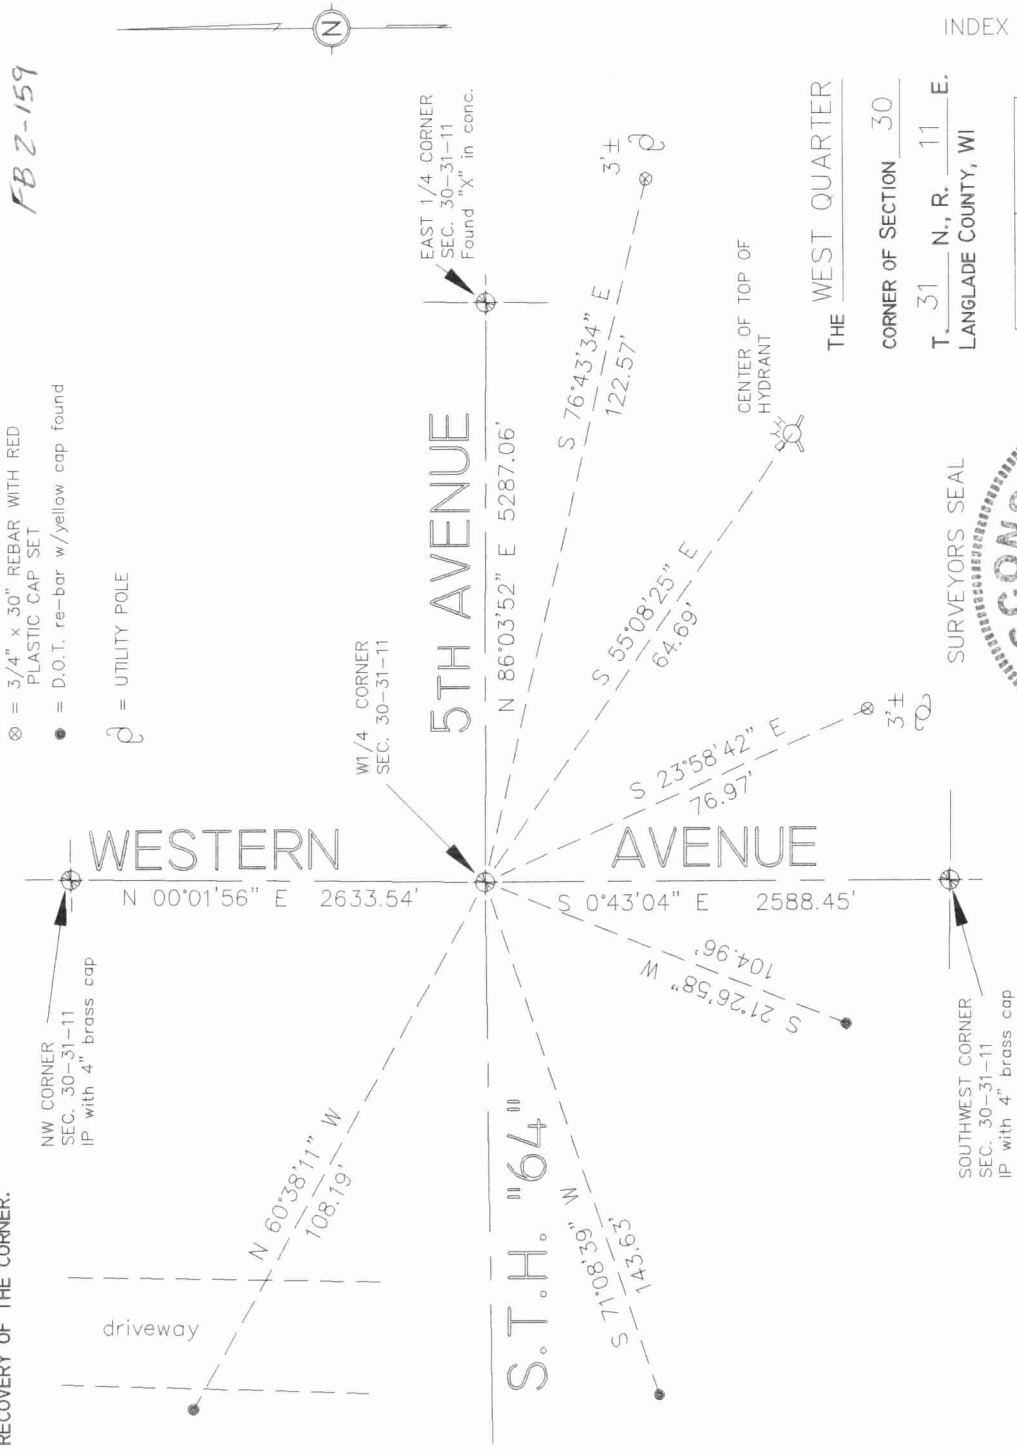 RECOVERY OF THE CORNER.
FB 2-159
⊗ = 3/4" x 30" REBAR WITH RED
PLASTIC CAP SET
● = D.O.T. re-bar w/yellow cap found
= UTILITY POLE
N
NW CORNER
SEC. 30-31-11
IP with 4" brass cap
WESTERN
N 00°01'56" E 2633.54'
driveway
N 60°38'11" W
108.19'
W1/4 CORNER
SEC. 30-31-11
5TH AVENUE
N 86°03'52" E 5287.06'
EAST 1/4 CORNER
SEC. 30-31-11
Found "X" in conc.
S.T.H. "64"
S 76°43'34" E
122.57'
3'±
S 71°08'39" W
143.63'
S 55°08'25" E
64.69'
CENTER OF TOP OF
HYDRANT
AVENUE
S 0°43'04" E 2588.45'
S 23°58'42" E
76.97'
3'±
S 21°26'58" W
104.96'
SOUTHWEST CORNER
SEC. 30-31-11
IP with 4" brass cap
THE WEST QUARTER
CORNER OF SECTION 30
T. 31 N., R. 11 E.
LANGLADE COUNTY, WI
SURVEYORS SEAL
INDEX